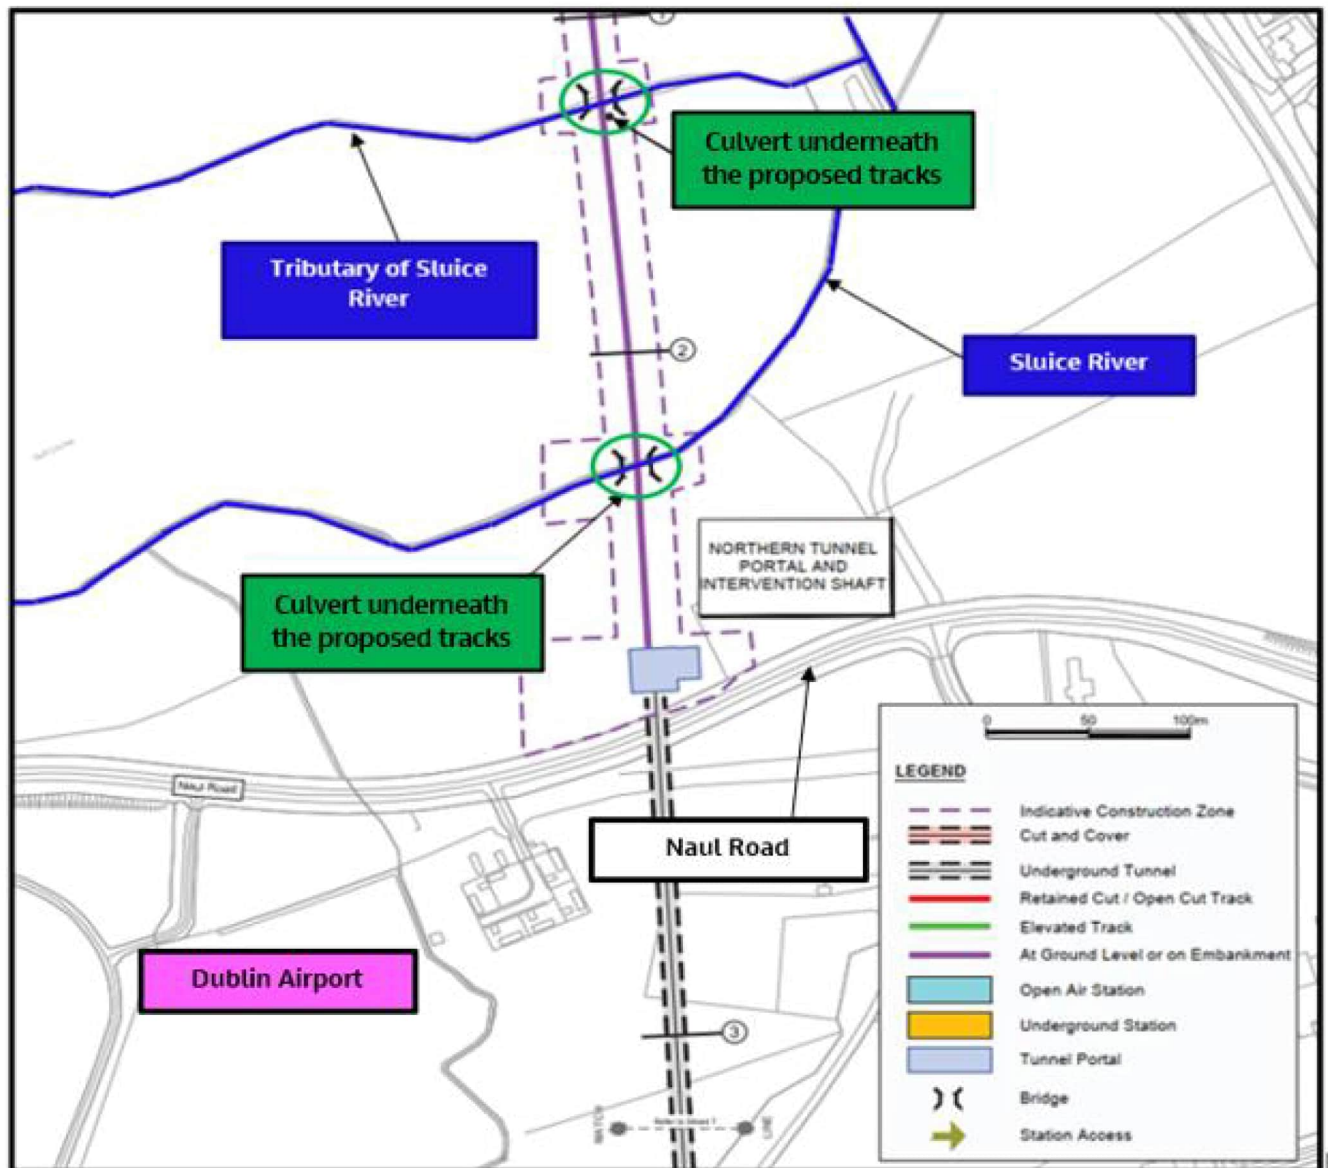 1
Culvert underneath
the proposed tracks
Tributary of Sluice
River
2
Sluice River
NORTHERN TUNNEL
PORTAL AND
INTERVENTION SHAFT
Culvert underneath
the proposed tracks
0 50 100m
LEGEND
Indicative Construction Zone
Cut and Cover
Underground Tunnel
Retained Cut / Open Cut Track
Elevated Track
At Ground Level or on Embankment
Open Air Station
Underground Station
Tunnel Portal
Bridge
Station Access
Naul Road
Naul Road
Dublin Airport
3
MATCH
LINE